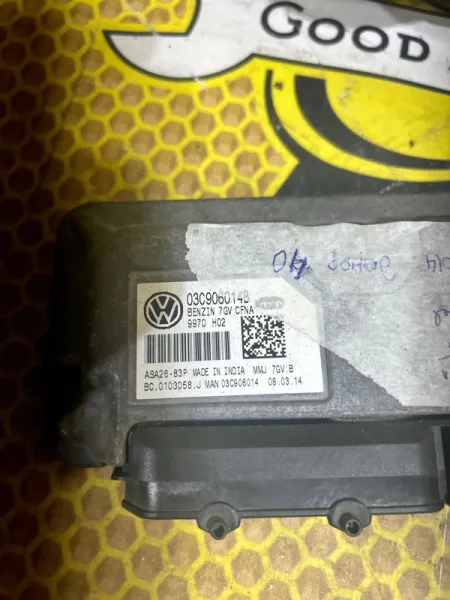 GOOD
03C906014B
BENZIN 7GV CFNA
9970 H02
ASA26-83P MADE IN INDIA MMJ 7GV:B
BC.0103058.J MAN 03C906014 08.03.14